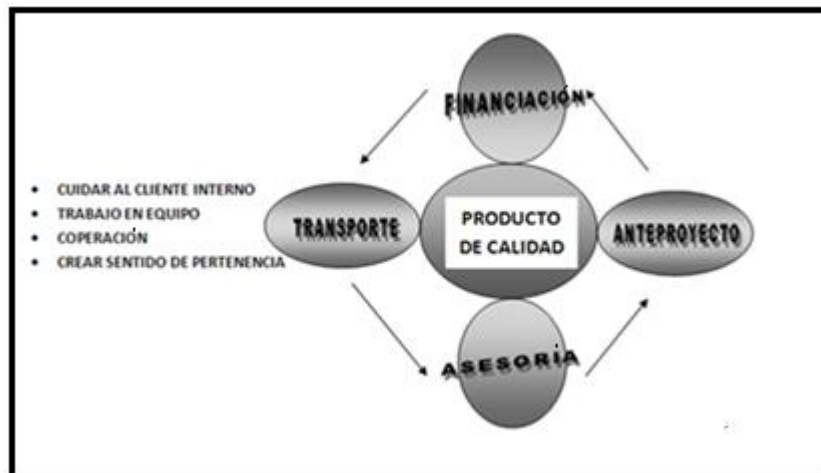 FINANCIACIÓN
CUIDAR AL CLIENTE INTERNO
TRABAJO EN EQUIPO
COPERACIÓN
CREAR SENTIDO DE PERTENENCIA
TRANSPORTE
PRODUCTO
DE CALIDAD
ANTEPROYECTO
ASESORÍA